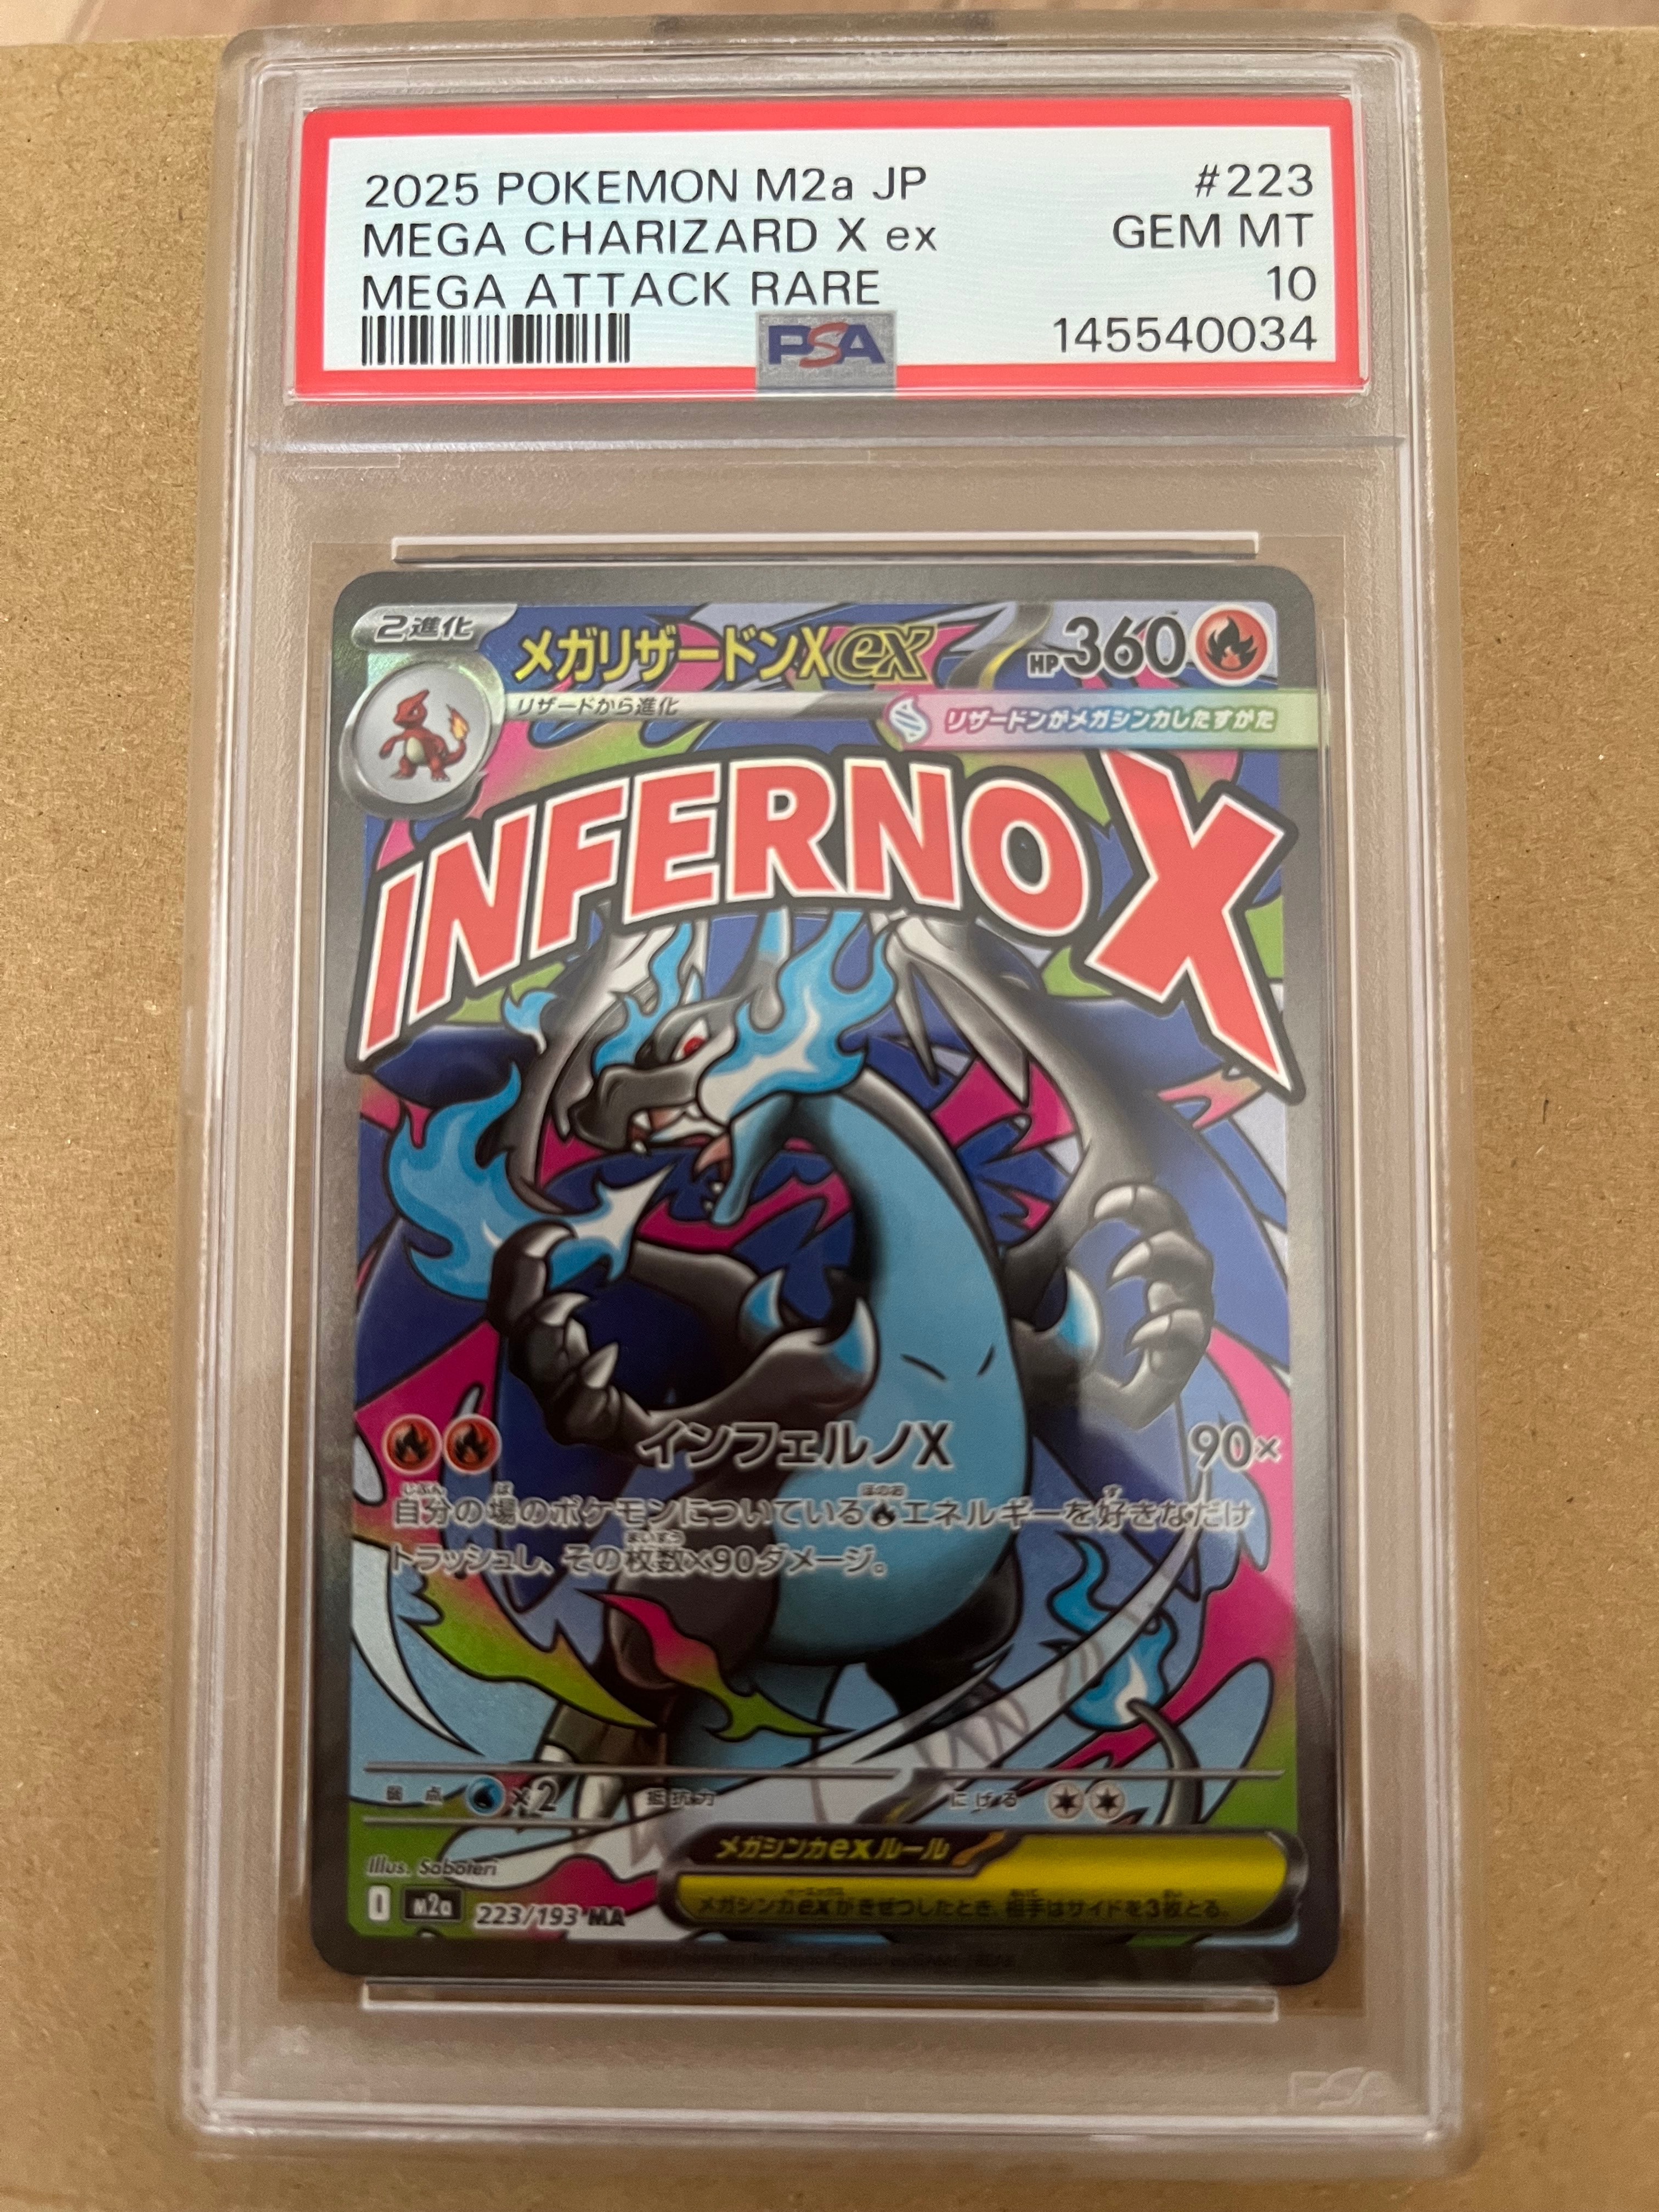 2025 POKEMON M2a JP #223
MEGA CHARIZARD X ex GEM MT
MEGA ATTACK RARE 10
PSA 145540034
2進化 メガリザードンXex HP360
リザードから進化 リザードンがメガシンカしたすがた
INFERNO X
インフェルノX 90×
自分の場のポケモンについているエネルギーを好きなだけ
トラッシュし、その枚数×90ダメージ。
弱点 ×2 抵抗力 にげる
メガシンカexルール
メガシンカexがきぜつしたとき、相手はサイドを3枚とる。
Illus. Saboteri
I M2a 223/193 MA
PSA